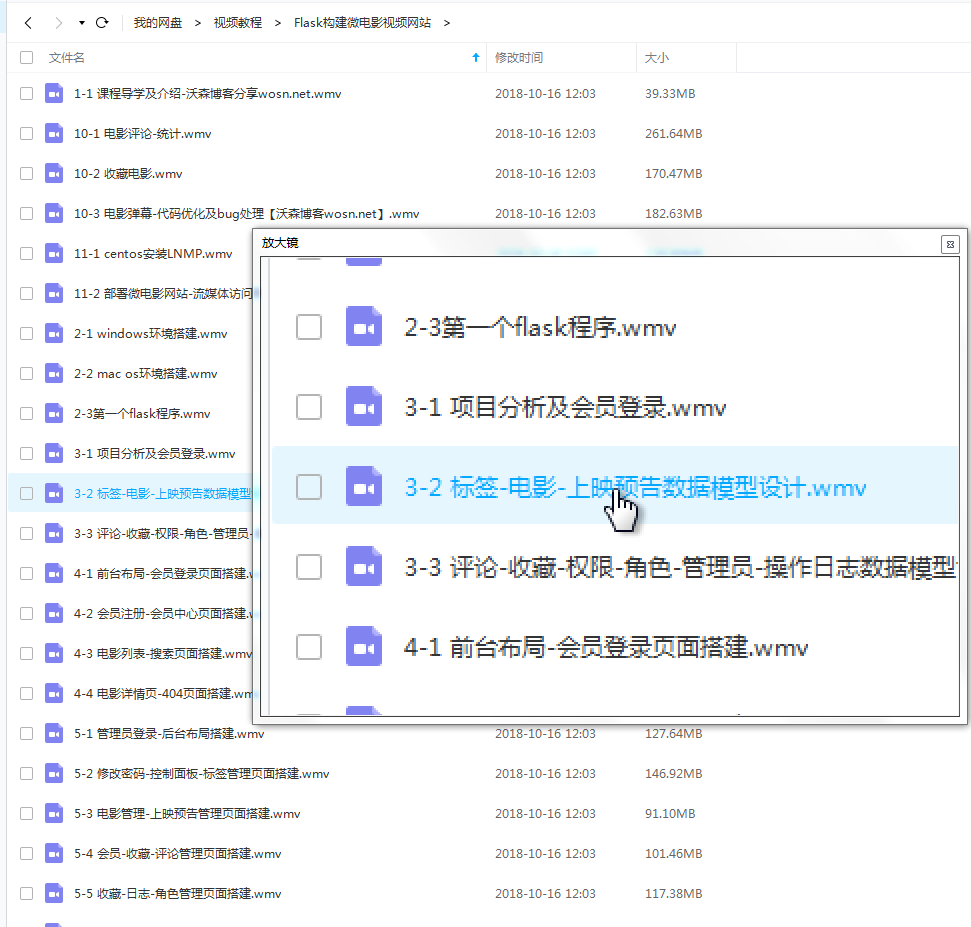 我的网盘 > 视频教程 > Flask构建微电影视频网站 >
文件名 修改时间 大小
1-1 课程导学及介绍-沃森博客分享wosn.net.wmv 2018-10-16 12:03 39.33MB
10-1 电影评论-统计.wmv 2018-10-16 12:03 261.64MB
10-2 收藏电影.wmv 2018-10-16 12:03 170.47MB
10-3 电影弹幕-代码优化及bug处理【沃森博客wosn.net】.wmv 2018-10-16 12:03 182.63MB
11-1 centos安装LNMP.wmv
11-2 部署微电影网站-流媒体访问
2-1 windows环境搭建.wmv
2-2 mac os环境搭建.wmv
2-3第一个flask程序.wmv
3-1 项目分析及会员登录.wmv
3-2 标签-电影-上映预告数据模型
3-3 评论-收藏-权限-角色-管理员-
4-1 前台布局-会员登录页面搭建.
4-2 会员注册-会员中心页面搭建.
4-3 电影列表-搜索页面搭建.wmv
4-4 电影详情页-404页面搭建.wm
放大镜
2-3第一个flask程序.wmv
3-1 项目分析及会员登录.wmv
3-2 标签-电影-上映预告数据模型设计.wmv
3-3 评论-收藏-权限-角色-管理员-操作日志数据模型
4-1 前台布局-会员登录页面搭建.wmv
5-1 管理员登录-后台布局搭建.wmv 2018-10-16 12:03 127.64MB
5-2 修改密码-控制面板-标签管理页面搭建.wmv 2018-10-16 12:03 146.92MB
5-3 电影管理-上映预告管理页面搭建.wmv 2018-10-16 12:03 91.10MB
5-4 会员-收藏-评论管理页面搭建.wmv 2018-10-16 12:03 101.46MB
5-5 收藏-日志-角色管理页面搭建.wmv 2018-10-16 12:03 117.38MB